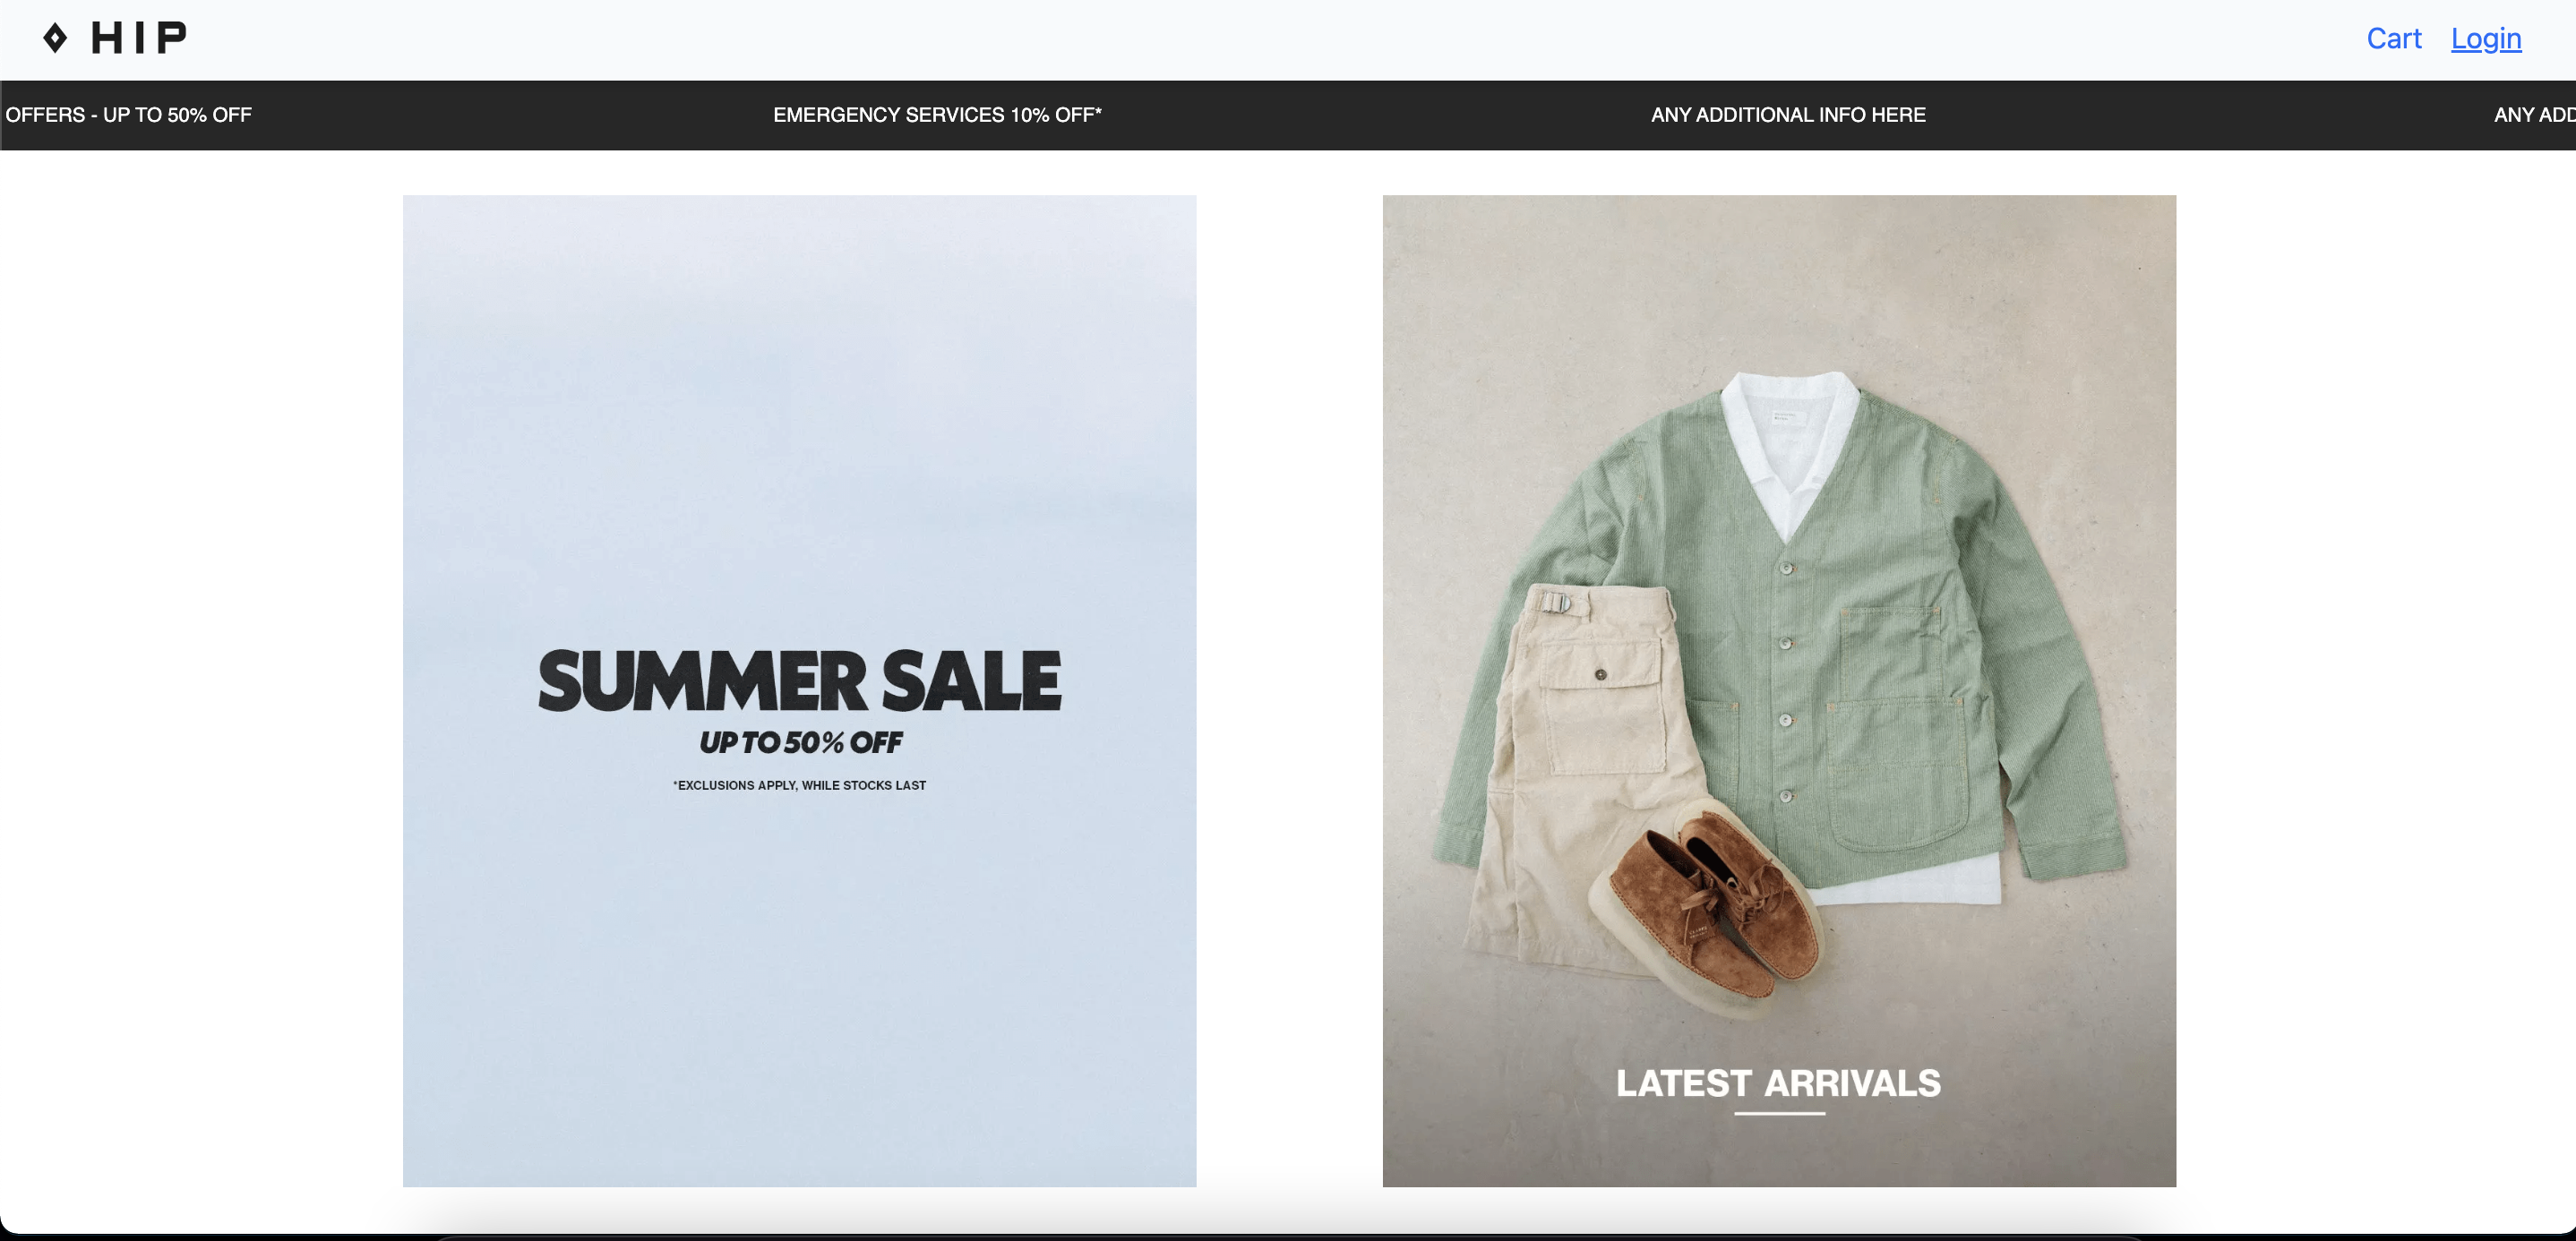 HIP
Cart Login
OFFERS - UP TO 50% OFF
EMERGENCY SERVICES 10% OFF*
ANY ADDITIONAL INFO HERE
ANY ADD
SUMMER SALE
UP TO 50% OFF
*EXCLUSIONS APPLY, WHILE STOCKS LAST
LATEST ARRIVALS